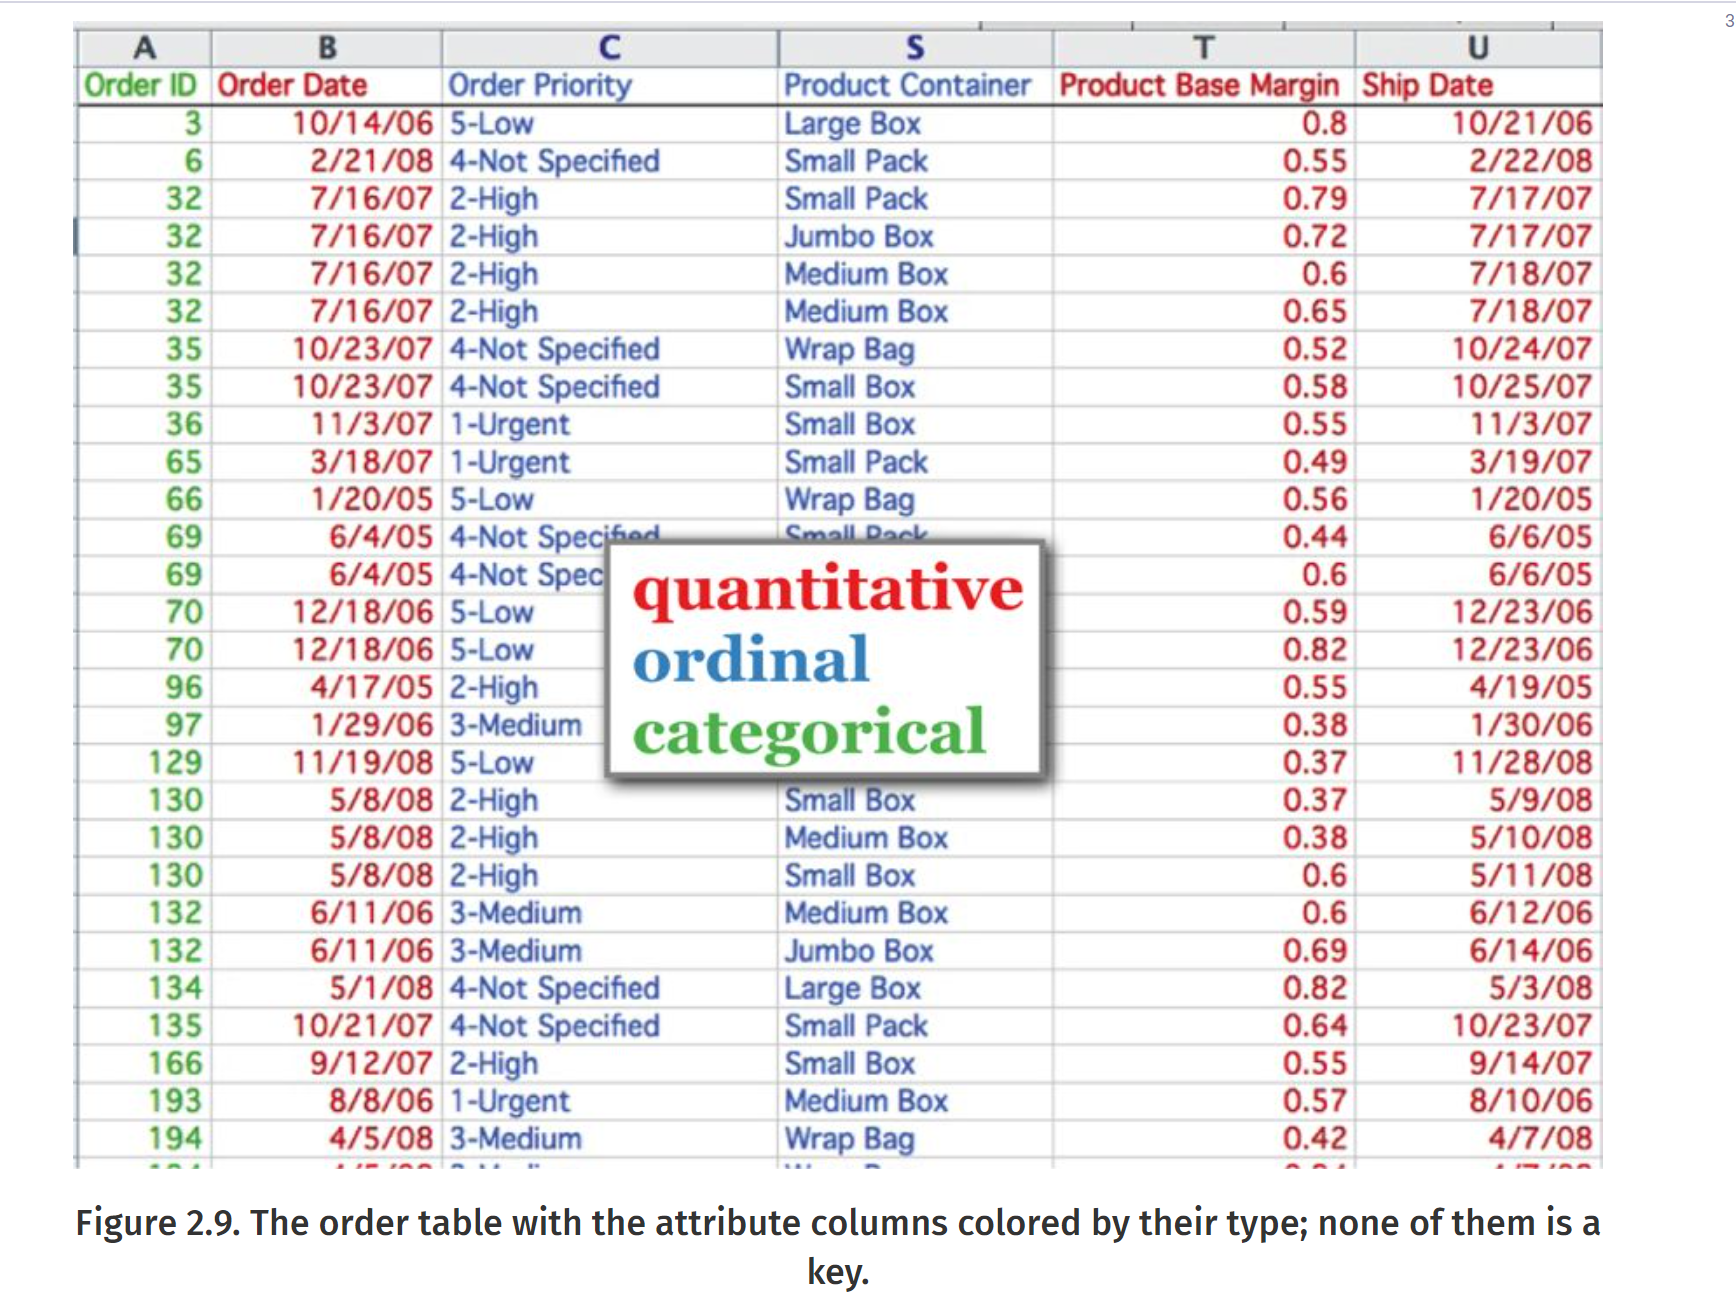 3
A B C S T U
Order ID Order Date Order Priority Product Container Product Base Margin Ship Date
3 10/14/06 5-Low Large Box 0.8 10/21/06
6 2/21/08 4-Not Specified Small Pack 0.55 2/22/08
32 7/16/07 2-High Small Pack 0.79 7/17/07
32 7/16/07 2-High Jumbo Box 0.72 7/17/07
32 7/16/07 2-High Medium Box 0.6 7/18/07
32 7/16/07 2-High Medium Box 0.65 7/18/07
35 10/23/07 4-Not Specified Wrap Bag 0.52 10/24/07
35 10/23/07 4-Not Specified Small Box 0.58 10/25/07
36 11/3/07 1-Urgent Small Box 0.55 11/3/07
65 3/18/07 1-Urgent Small Pack 0.49 3/19/07
66 1/20/05 5-Low Wrap Bag 0.56 1/20/05
69 6/4/05 4-Not Specified Small Pack 0.44 6/6/05
69 6/4/05 4-Not Spec 0.6 6/6/05
70 12/18/06 5-Low 0.59 12/23/06
70 12/18/06 5-Low 0.82 12/23/06
96 4/17/05 2-High 0.55 4/19/05
97 1/29/06 3-Medium 0.38 1/30/06
129 11/19/08 5-Low 0.37 11/28/08
quantitative
ordinal
categorical
130 5/8/08 2-High Small Box 0.37 5/9/08
130 5/8/08 2-High Medium Box 0.38 5/10/08
130 5/8/08 2-High Small Box 0.6 5/11/08
132 6/11/06 3-Medium Medium Box 0.6 6/12/06
132 6/11/06 3-Medium Jumbo Box 0.69 6/14/06
134 5/1/08 4-Not Specified Large Box 0.82 5/3/08
135 10/21/07 4-Not Specified Small Pack 0.64 10/23/07
166 9/12/07 2-High Small Box 0.55 9/14/07
193 8/8/06 1-Urgent Medium Box 0.57 8/10/06
194 4/5/08 3-Medium Wrap Bag 0.42 4/7/08
Figure 2.9. The order table with the attribute columns colored by their type; none of them is a
key.